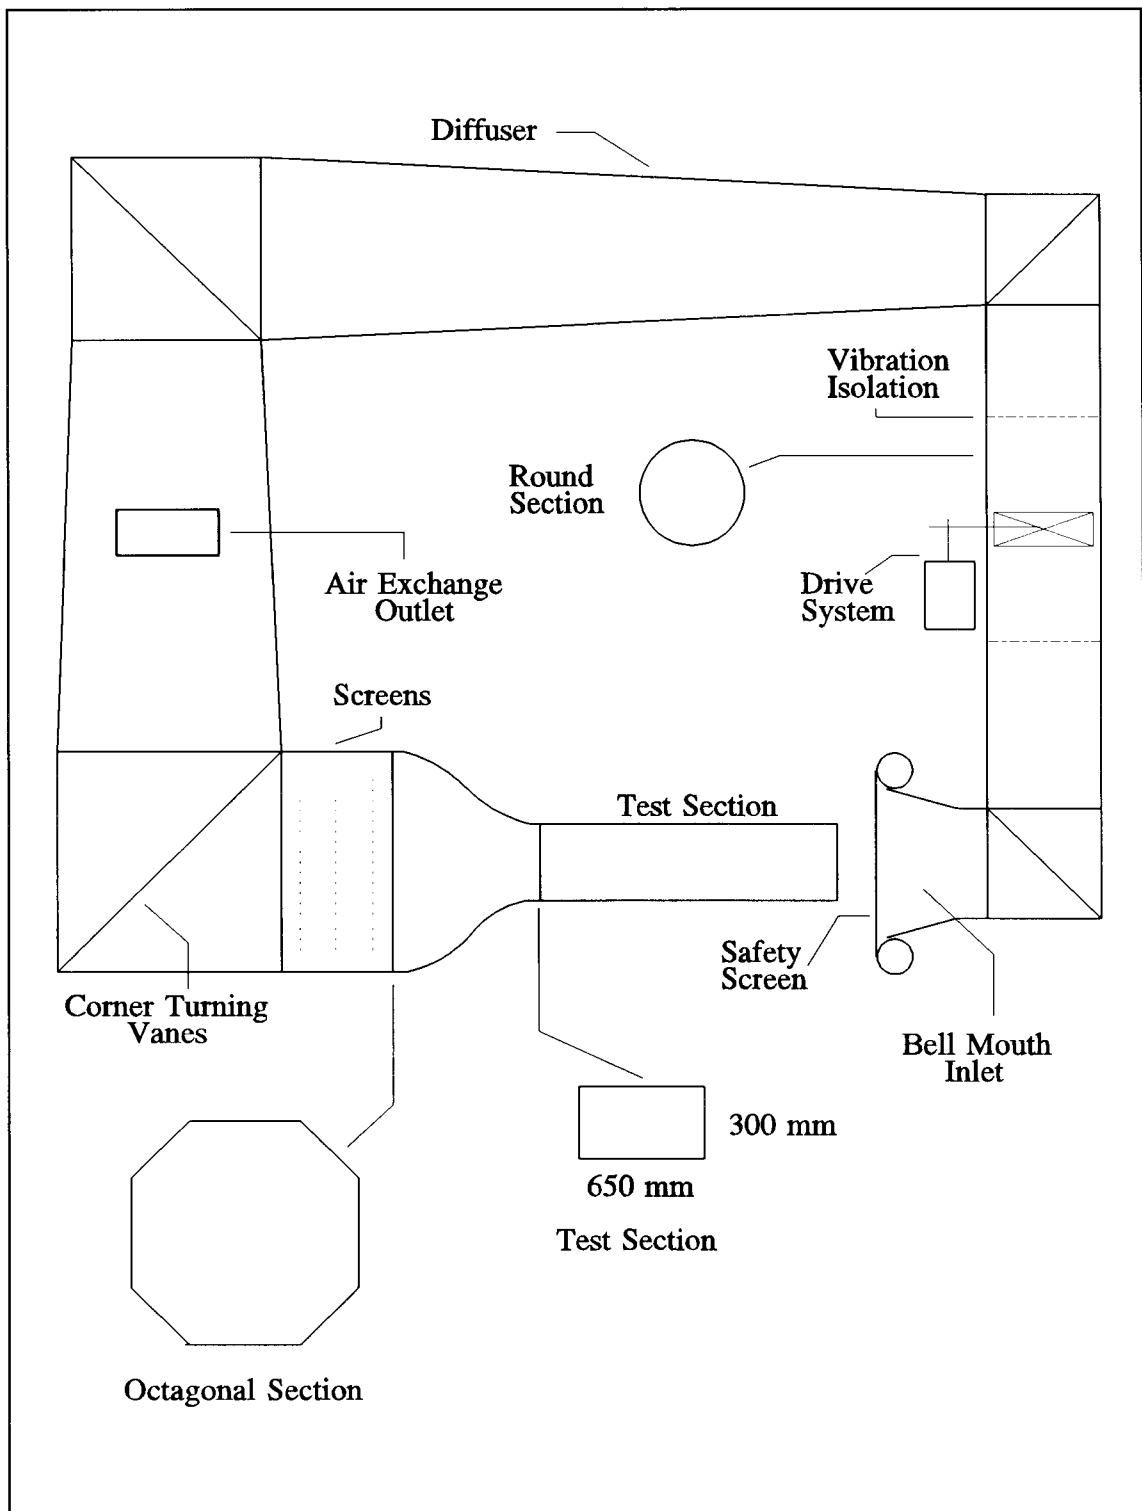 Diffuser
Vibration
Isolation
Round
Section
Air Exchange
Outlet
Drive
System
Screens
Test Section
Safety
Screen
Corner Turning
Vanes
Bell Mouth
Inlet
300 mm
650 mm
Test Section
Octagonal Section